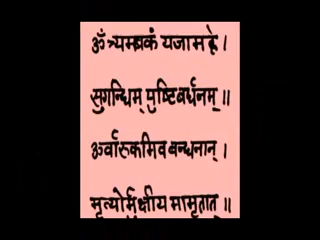 ॐ त्र्यम्बकं यजामहे ।
सुगन्धिम् पुष्टिवर्धनम् ॥
ऊर्वारुकमिव बन्धनान् ।
मृत्योर्मुक्षीय मामृतात् ॥